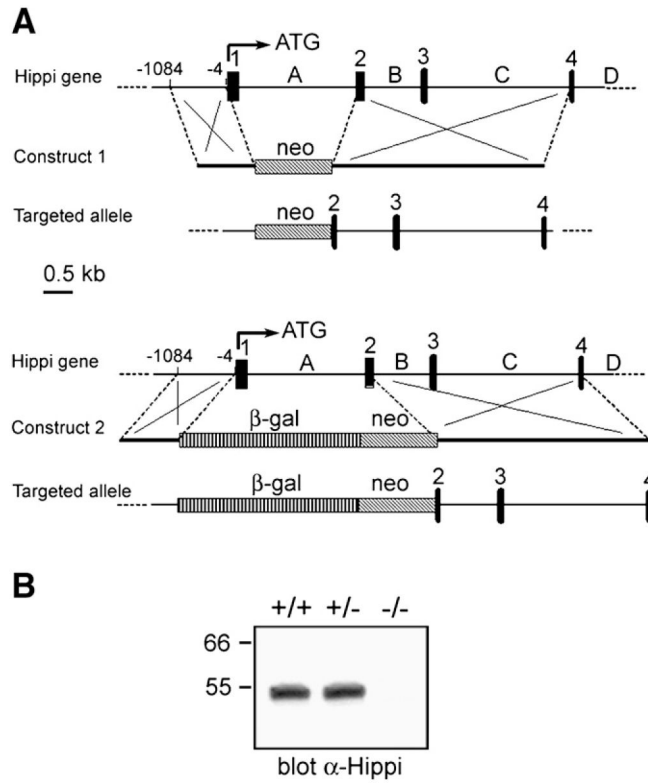 A
ATG
-1084 -4 1 2 3 4
Hippi gene A B C D
neo
Construct 1
neo 2 3 4
Targeted allele
0.5 kb
ATG
-1084 -4 1 2 3 4
Hippi gene A B C D
β-gal neo
Construct 2
β-gal neo 2 3 4
Targeted allele
B
+/+ +/- -/-
66
55
blot α-Hippi